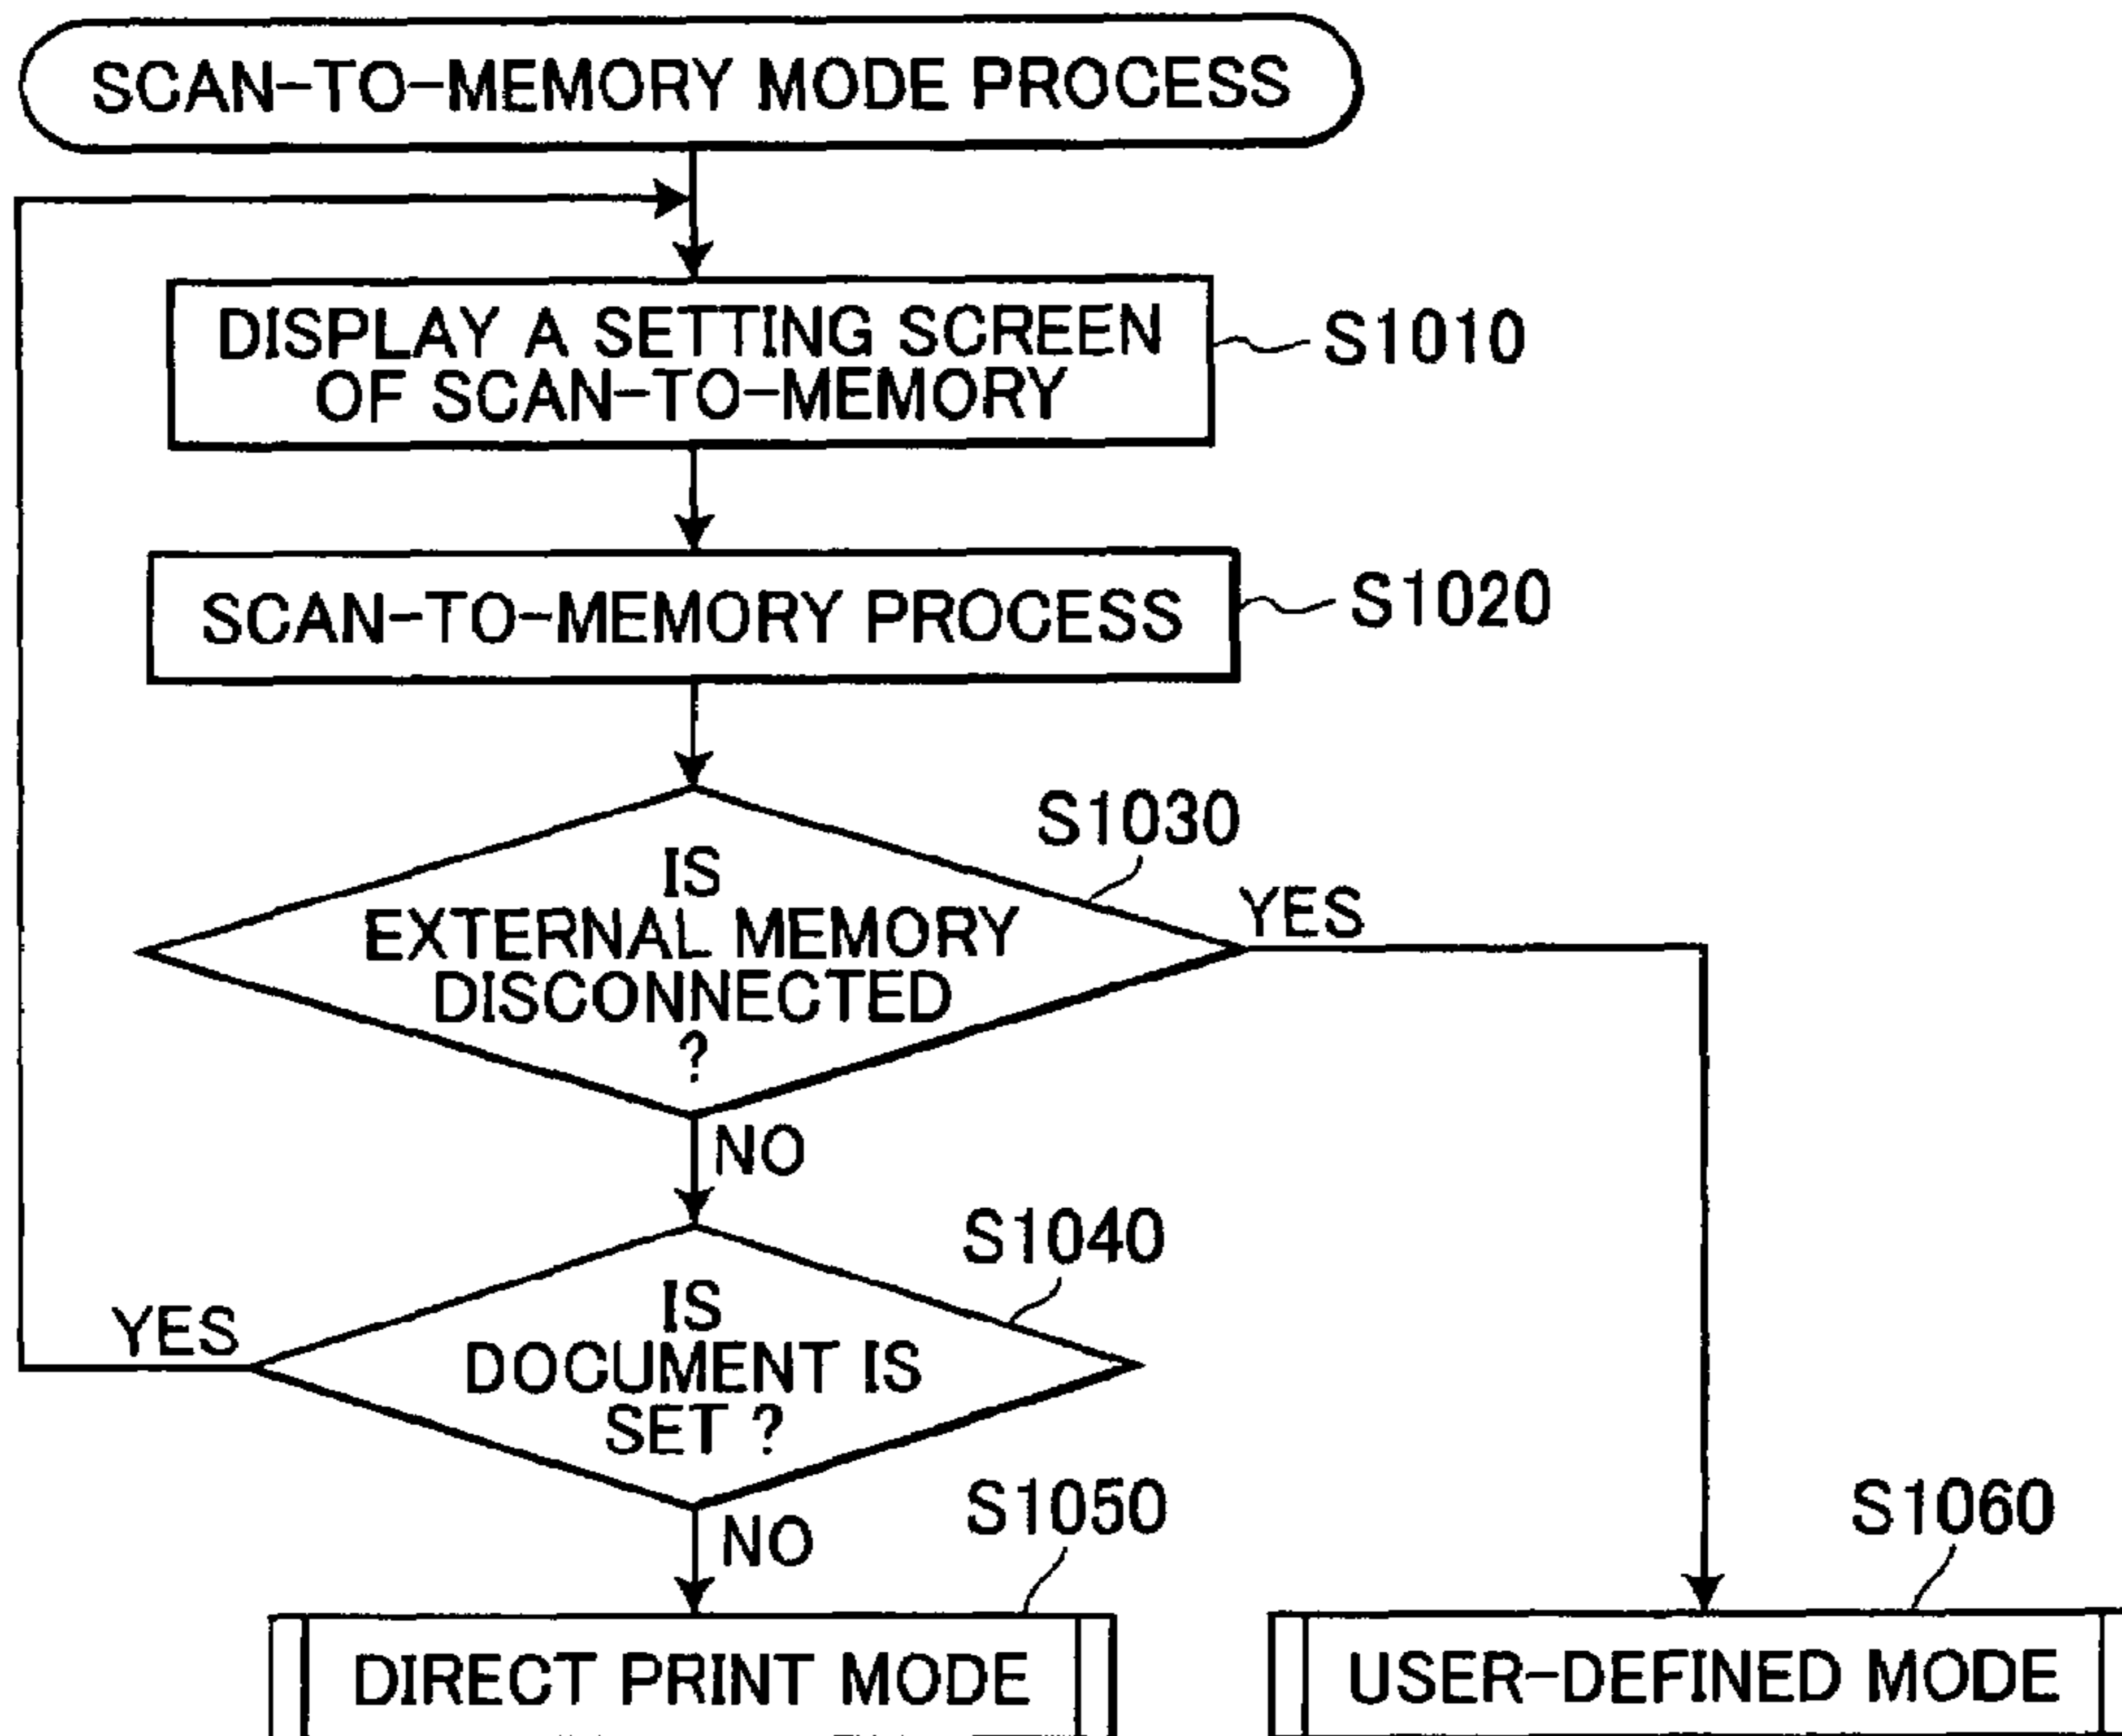 SCAN-TO-MEMORY MODE PROCESS
DISPLAY A SETTING SCREEN
OF SCAN-TO-MEMORY
S1010
SCAN-TO-MEMORY PROCESS
S1020
S1030
IS
EXTERNAL MEMORY
DISCONNECTED
?
YES
NO
S1040
IS
DOCUMENT IS
SET ?
YES
NO
S1050
S1060
DIRECT PRINT MODE
USER-DEFINED MODE